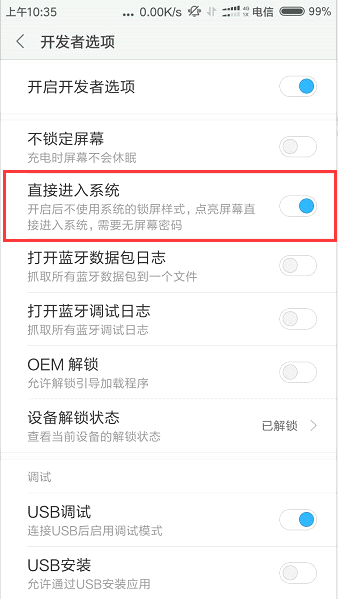 上午10:35
... 0.00K/s 4G 1X 电信 99%
开发者选项
开启开发者选项
不锁定屏幕
充电时屏幕不会休眠
直接进入系统
开启后不使用系统的锁屏样式，点亮屏幕直
接进入系统，需要无屏幕密码
打开蓝牙数据包日志
抓取所有蓝牙数据包到一个文件
打开蓝牙调试日志
抓取所有蓝牙调试日志
OEM 解锁
允许解锁引导加载程序
设备解锁状态
已解锁
查看当前设备的解锁状态
调试
USB调试
连接USB后启用调试模式
USB安装
允许通过USB安装应用